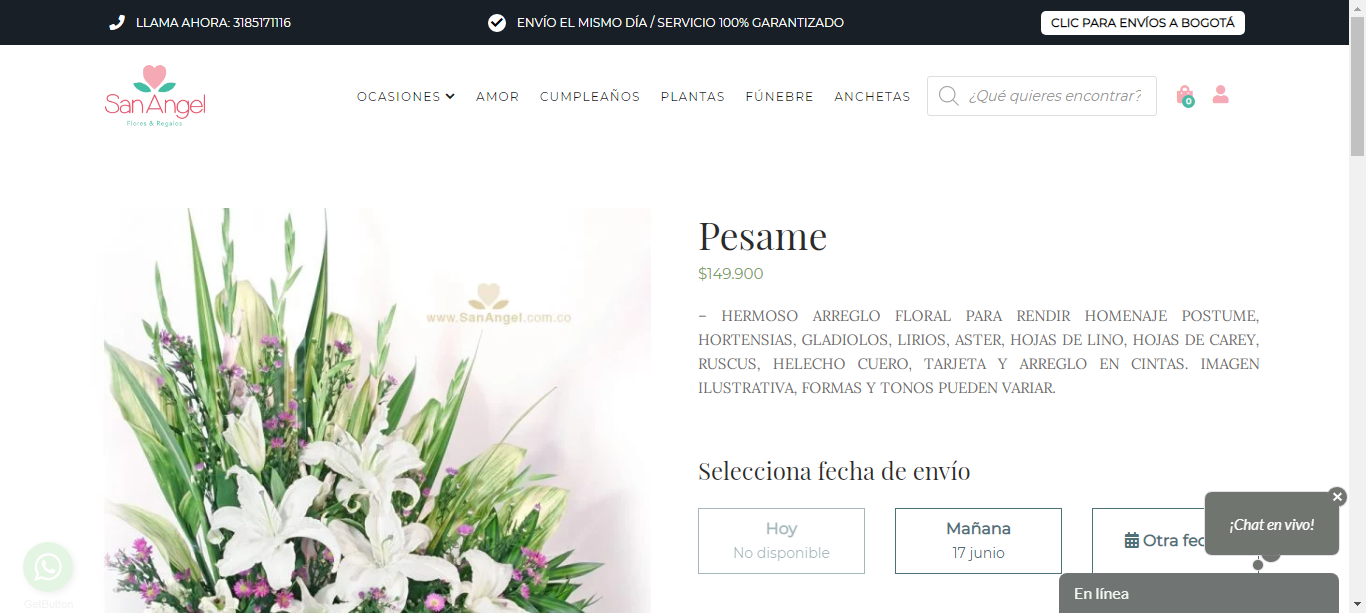 LLAMA AHORA: 3185171116
ENVÍO EL MISMO DÍA / SERVICIO 100% GARANTIZADO
CLIC PARA ENVÍOS A BOGOTÁ
SanAngel
Flores & Regalos
OCASIONES
AMOR
CUMPLEAÑOS
PLANTAS
FÚNEBRE
ANCHETAS
¿Qué quieres encontrar?
0
www.SanAngel.com.co
Pesame
$149.900
– HERMOSO ARREGLO FLORAL PARA RENDIR HOMENAJE POSTUME,
HORTENSIAS, GLADIOLOS, LIRIOS, ASTER, HOJAS DE LINO, HOJAS DE CAREY,
RUSCUS, HELECHO CUERO, TARJETA Y ARREGLO EN CINTAS. IMAGEN
ILUSTRATIVA, FORMAS Y TONOS PUEDEN VARIAR.
Selecciona fecha de envío
Hoy
No disponible
Mañana
17 junio
Otra fec
¡Chat en vivo!
En línea
GetButton